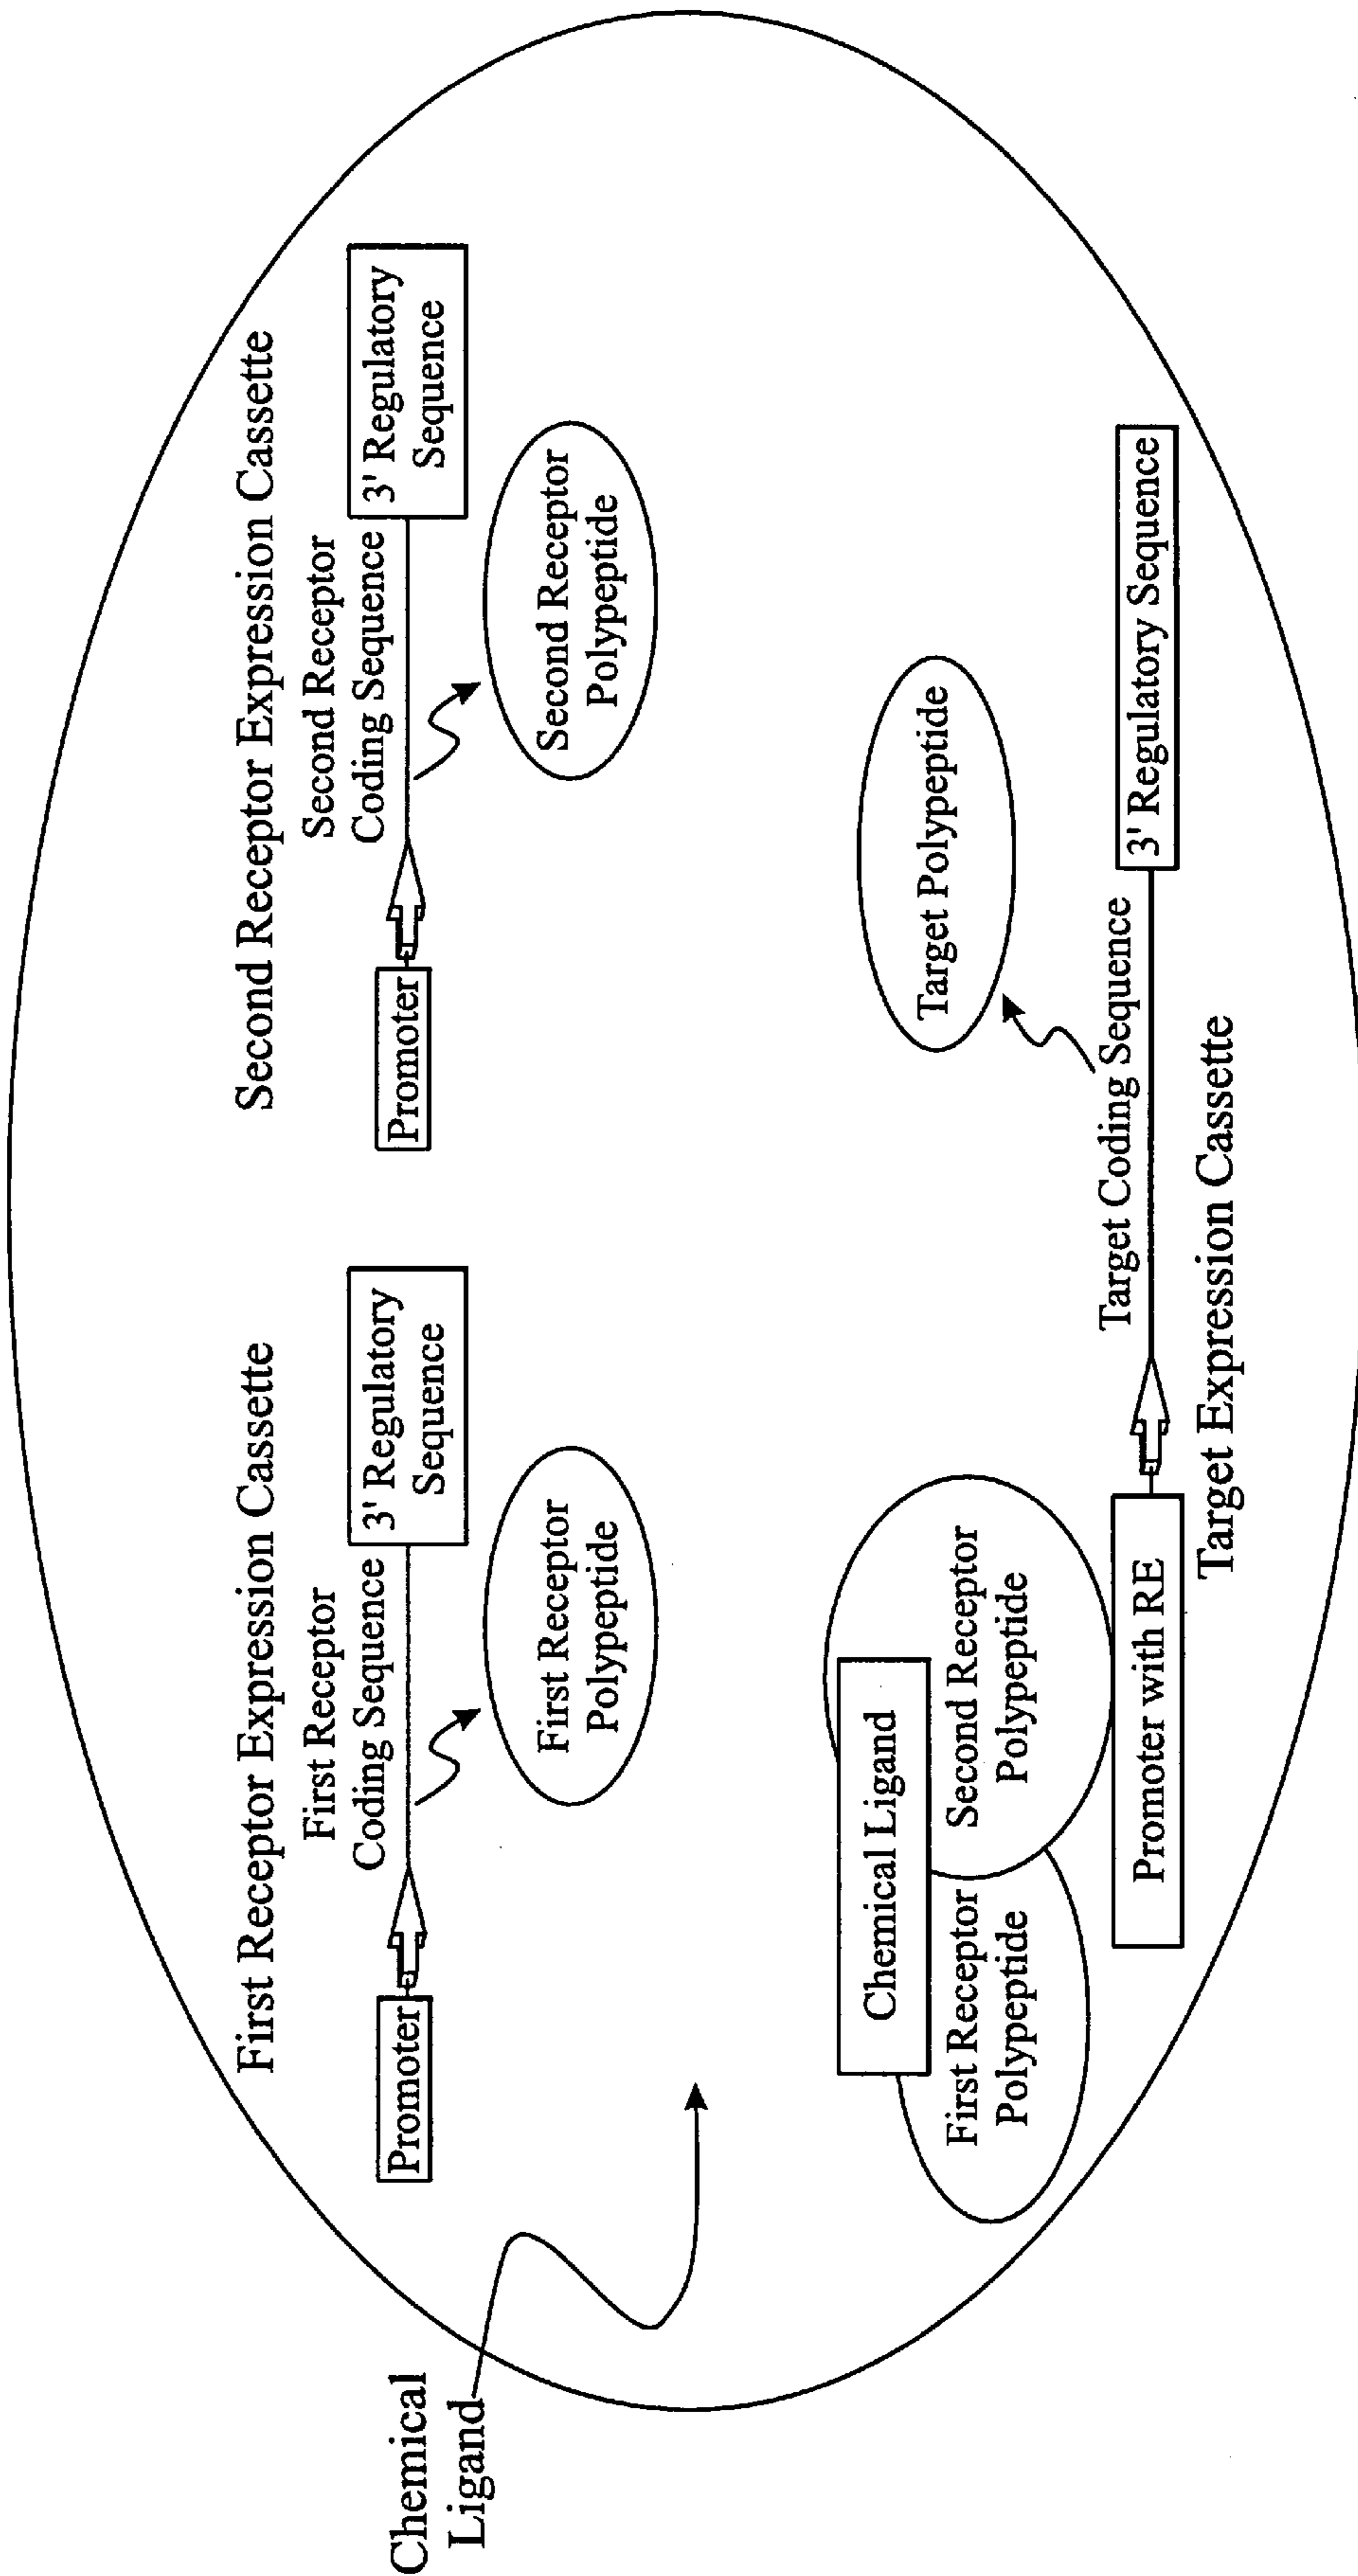 Chemical
Ligand
First Receptor Expression Cassette
Promoter
First Receptor
Coding Sequence
3' Regulatory
Sequence
First Receptor
Polypeptide
Second Receptor Expression Cassette
Promoter
Second Receptor
Coding Sequence
3' Regulatory
Sequence
Second Receptor
Polypeptide
Chemical Ligand
First Receptor
Polypeptide
Second Receptor
Polypeptide
Promoter with RE
Target Polypeptide
Target Coding Sequence
3' Regulatory Sequence
Target Expression Cassette